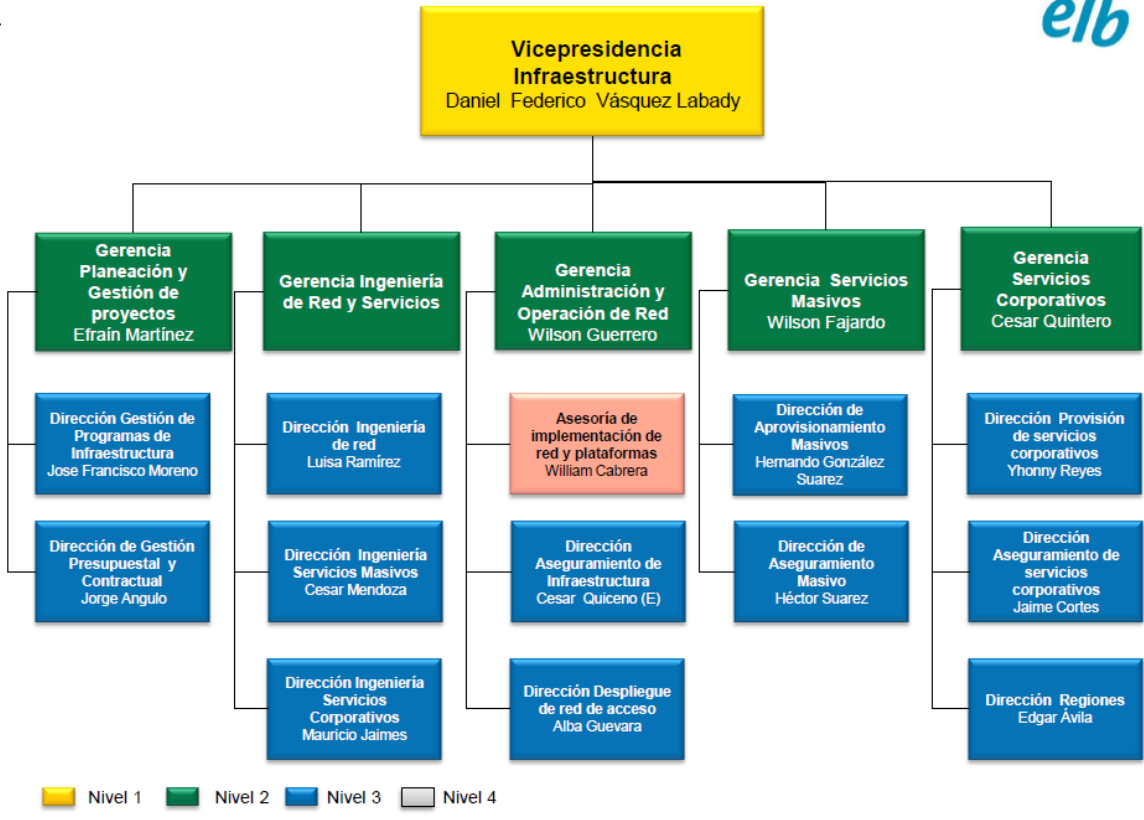 etb
Vicepresidencia
Infraestructura
Daniel Federico Vásquez Labady
Gerencia
Planeación y
Gestión de
proyectos
Efraín Martínez
Gerencia Ingeniería
de Red y Servicios
Gerencia
Administración y
Operación de Red
Wilson Guerrero
Gerencia Servicios
Masivos
Wilson Fajardo
Gerencia
Servicios
Corporativos
Cesar Quintero
Dirección Gestión de
Programas de
Infraestructura
Jose Francisco Moreno
Dirección Ingeniería
de red
Luisa Ramírez
Asesoría de
implementación de
red y plataformas
William Cabrera
Dirección de
Aprovisionamiento
Masivos
Hernando González
Suarez
Dirección Provisión
de servicios
corporativos
Yhonny Reyes
Dirección de Gestión
Presupuestal y
Contractual
Jorge Angulo
Dirección Ingeniería
Servicios Masivos
Cesar Mendoza
Dirección
Aseguramiento de
Infraestructura
Cesar Quiceno (E)
Dirección de
Aseguramiento
Masivo
Héctor Suarez
Dirección
Aseguramiento de
servicios
corporativos
Jaime Cortes
Dirección Ingeniería
Servicios
Corporativos
Mauricio Jaimes
Dirección Despliegue
de red de acceso
Alba Guevara
Dirección Regiones
Edgar Ávila
Nivel 1 Nivel 2 Nivel 3 Nivel 4